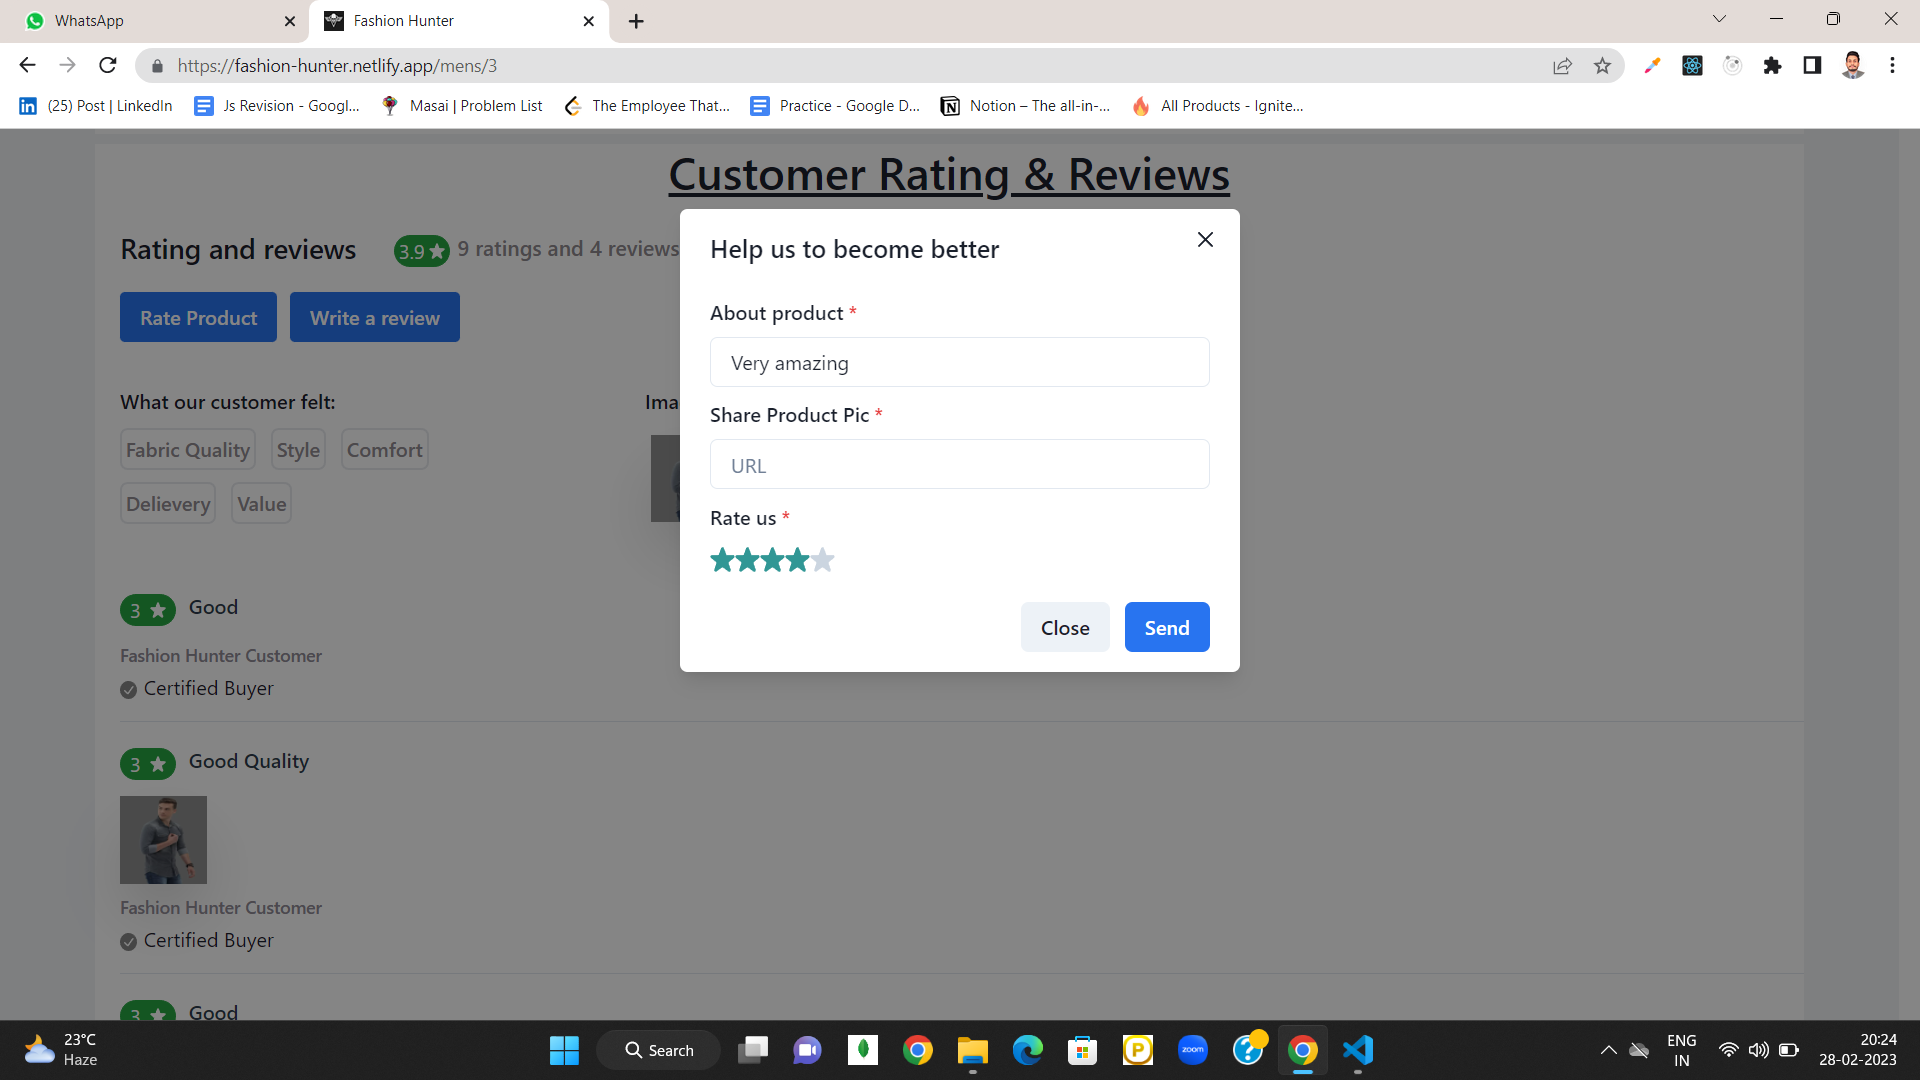 WhatsApp
Fashion Hunter
https://fashion-hunter.netlify.app/mens/3
(25) Post | LinkedIn
Js Revision - Googl...
Masai | Problem List
The Employee That...
Practice - Google D...
Notion – The all-in-...
All Products - Ignite...
Customer Rating & Reviews
Rating and reviews
3.9
9 ratings and 4 reviews
Rate Product
Write a review
What our customer felt:
Ima
Fabric Quality
Style
Comfort
Delievery
Value
Help us to become better
About product *
Very amazing
Share Product Pic *
URL
Rate us *
Close
Send
3
Good
Fashion Hunter Customer
Certified Buyer
3
Good Quality
Fashion Hunter Customer
Certified Buyer
3
Good
23°C
Haze
Search
zoom
ENG
IN
20:24
28-02-2023